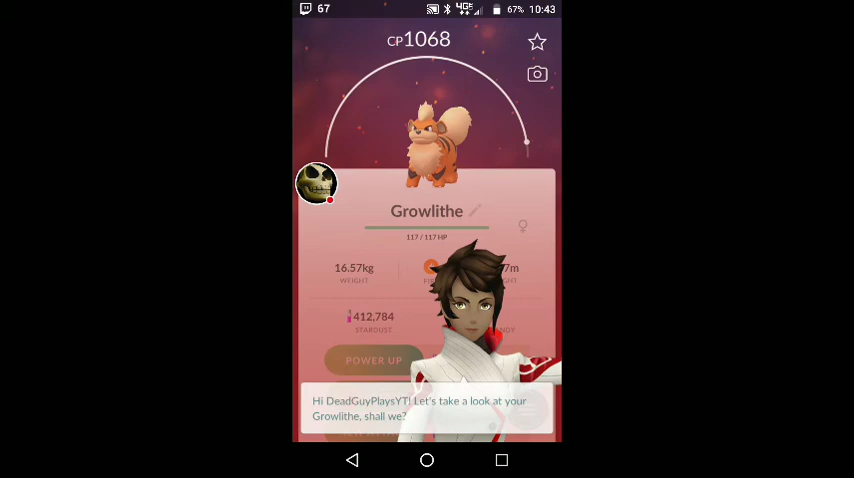 67 4G 67% 10:43
CP1068
Growlithe
117 / 117 HP
16.57kg
WEIGHT
412,784
STARDUST
POWER UP
Hi DeadGuyPlaysYT! Let's take a look at your
Growlithe, shall we?